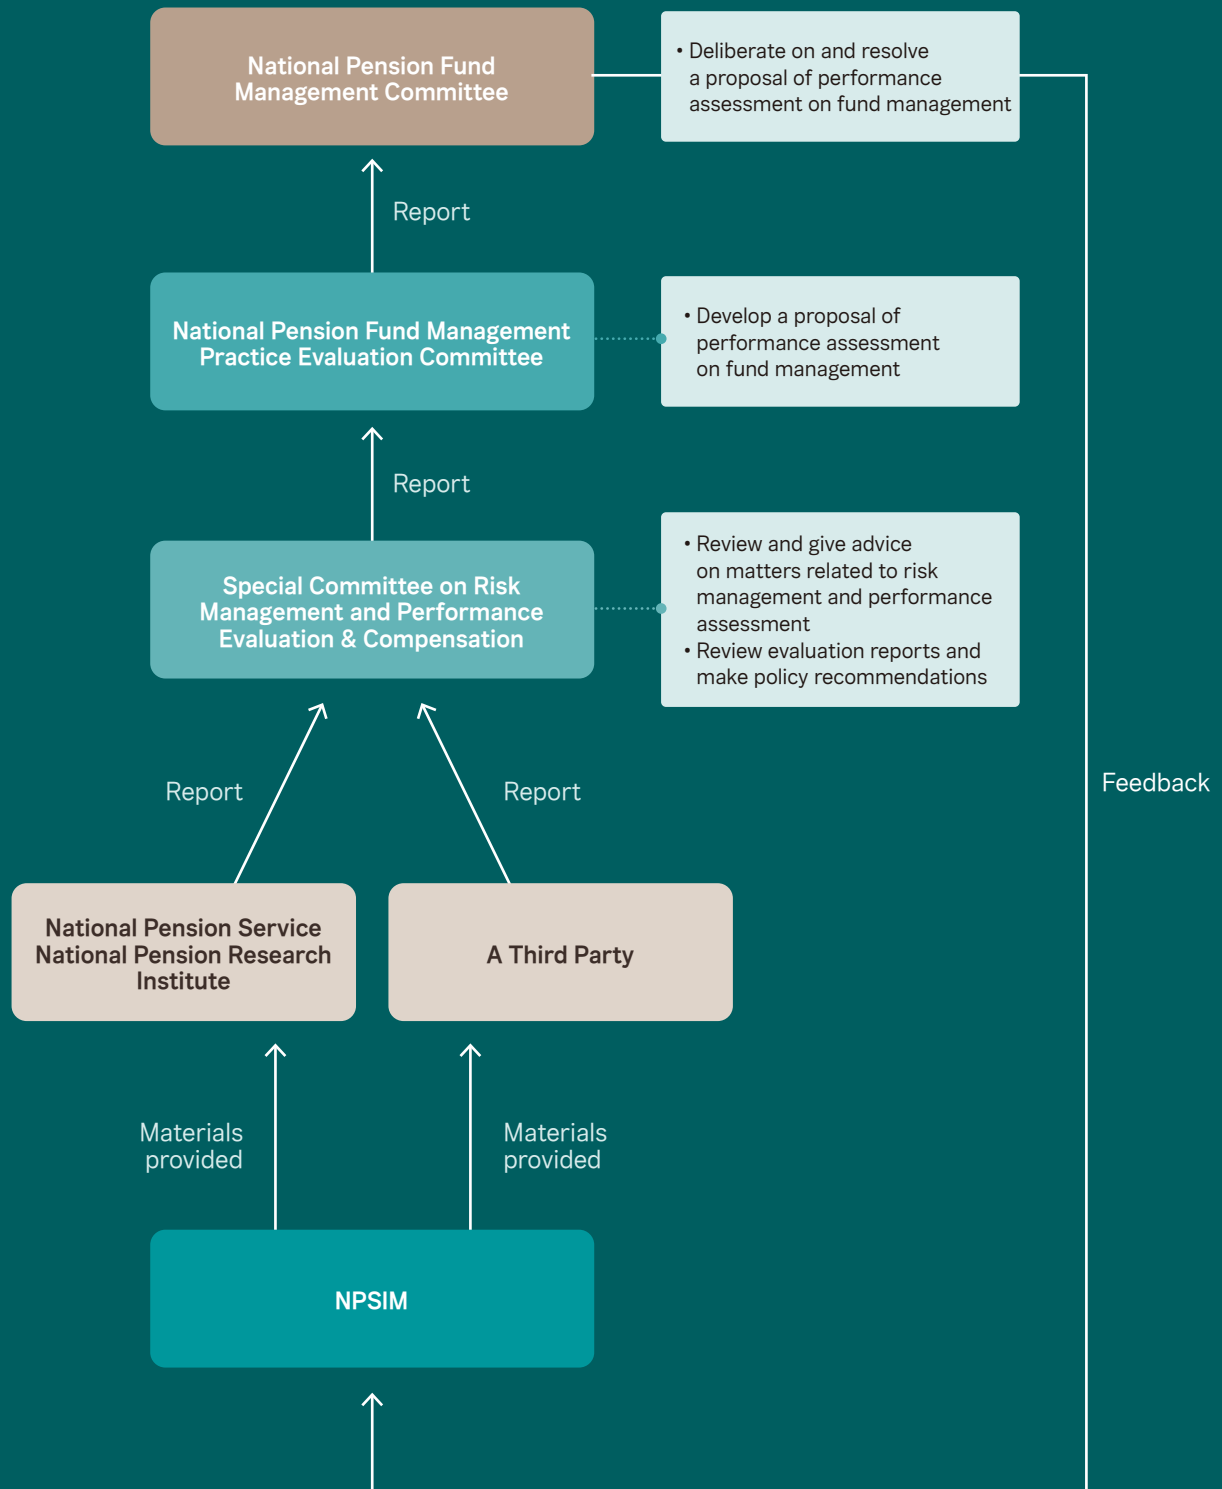 National Pension Fund
Management Committee
• Deliberate on and resolve
a proposal of performance
assessment on fund management
Report
National Pension Fund Management
Practice Evaluation Committee
• Develop a proposal of
performance assessment
on fund management
Report
Special Committee on Risk
Management and Performance
Evaluation & Compensation
• Review and give advice
on matters related to risk
management and performance
assessment
• Review evaluation reports and
make policy recommendations
Report
Report
Feedback
National Pension Service
National Pension Research
Institute
A Third Party
Materials
provided
Materials
provided
NPSIM